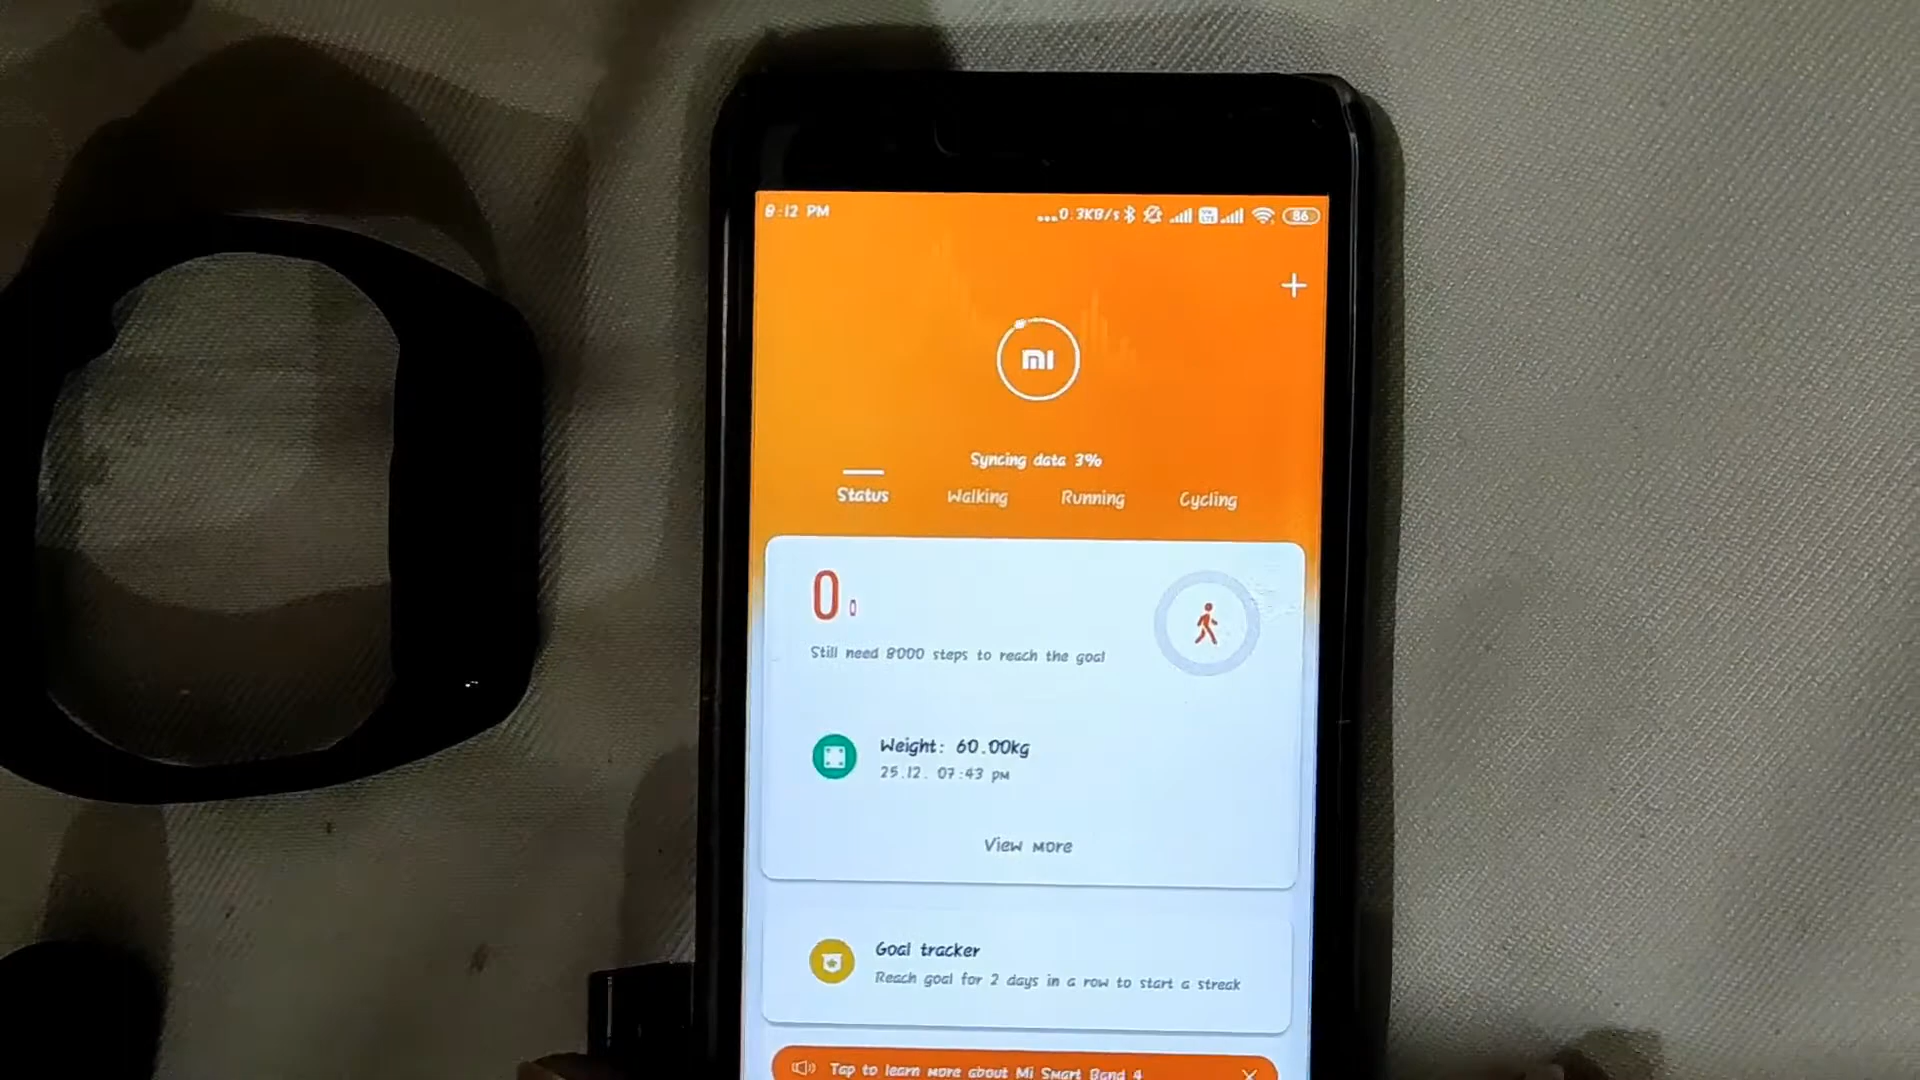 8:12 PM
...0.3KB/s
86
mi
Syncing data 3%
Status
Walking
Running
Cycling
0
Still need 8000 steps to reach the goal
Weight: 60.00kg
25.12. 07:43 PM
View more
Goal tracker
Reach goal for 2 days in a row to start a streak
Tap to learn more about Mi Smart Band 4